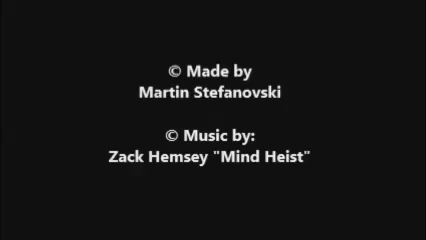 © Made by
Martin Stefanovski
© Music by:
Zack Hemsey "Mind Heist"